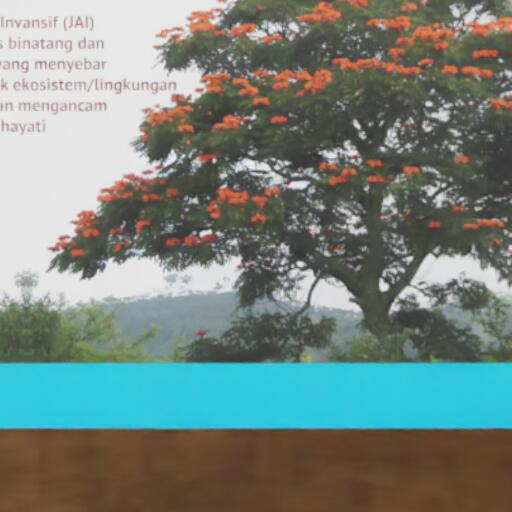 Invansif (JAI)
s binatang dan
yang menyebar
k ekosistem/lingkungan
an mengancam
hayati